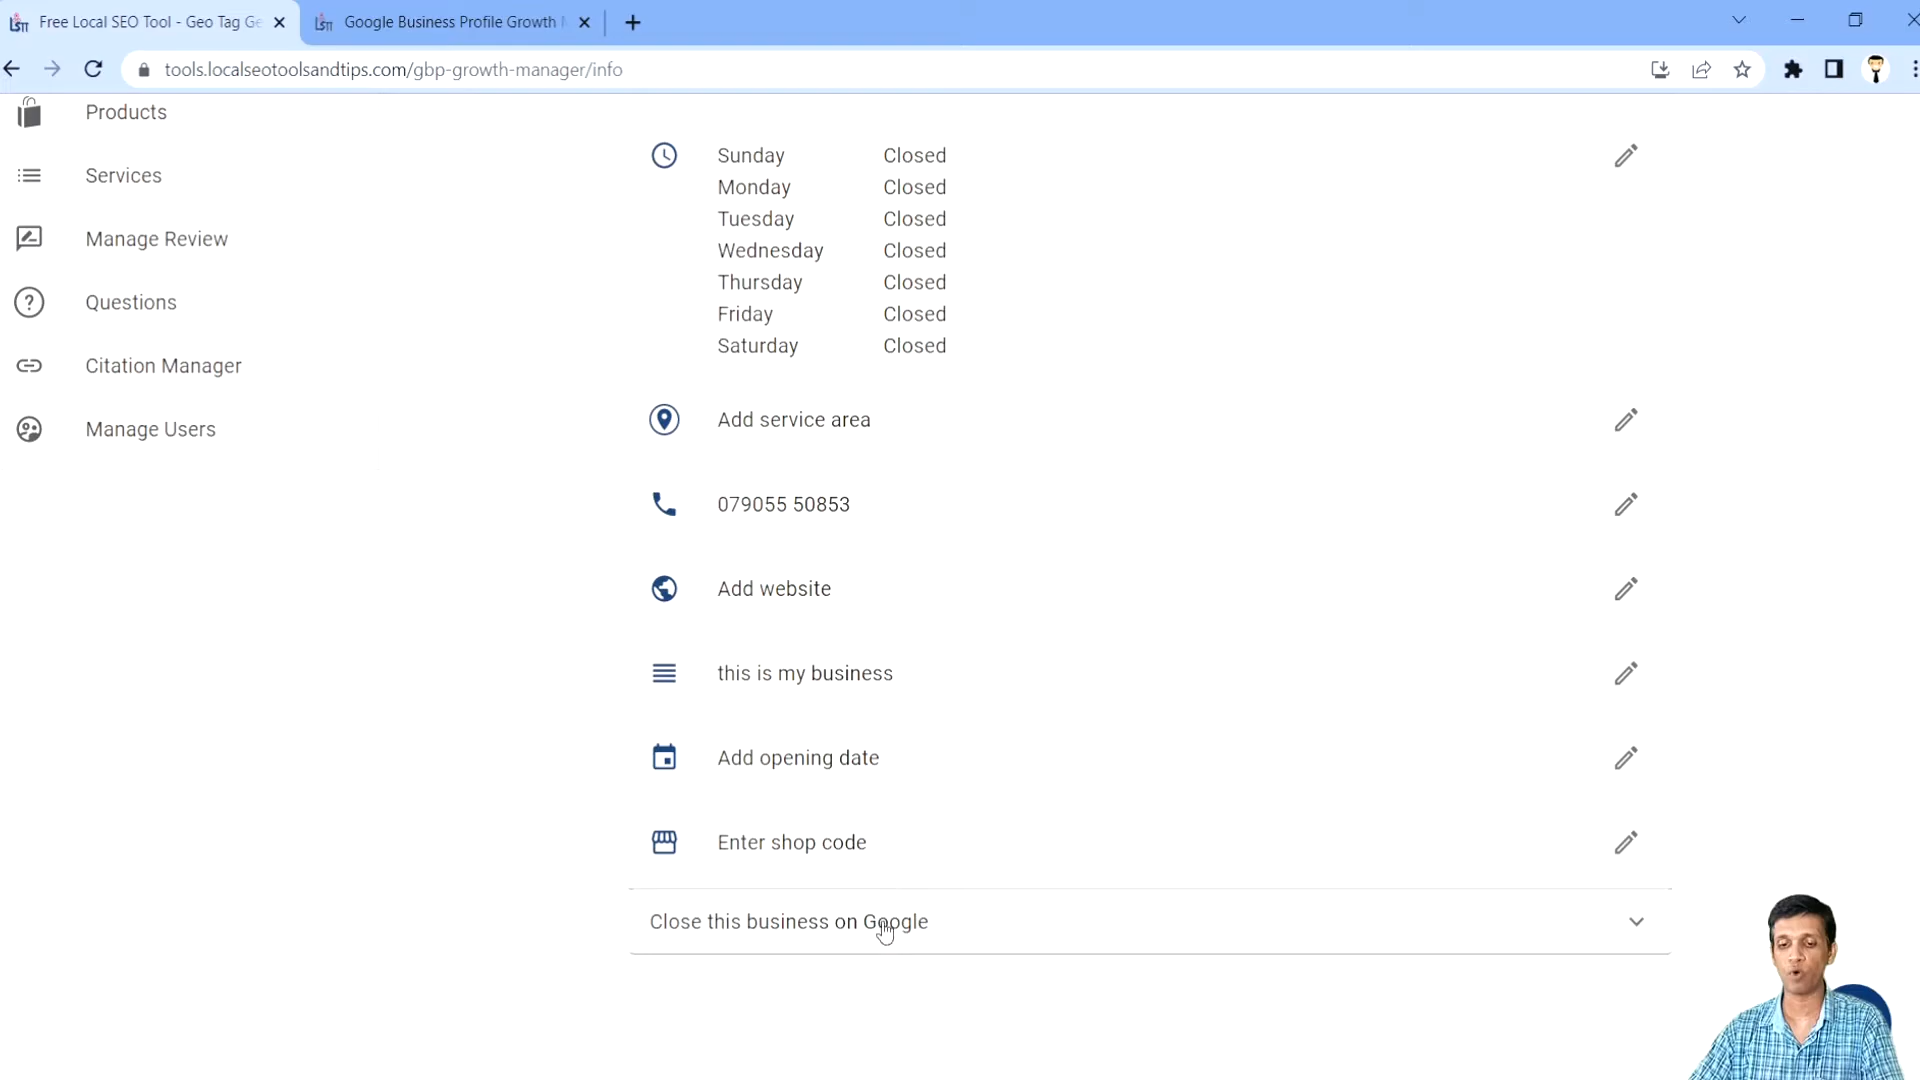 Free Local SEO Tool - Geo Tag Ge
Google Business Profile Growth
tools.localseotoolsandtips.com/gbp-growth-manager/info
Products
Services
Manage Review
Questions
Citation Manager
Manage Users
Sunday Closed
Monday Closed
Tuesday Closed
Wednesday Closed
Thursday Closed
Friday Closed
Saturday Closed
Add service area
079055 50853
Add website
this is my business
Add opening date
Enter shop code
Close this business on Google